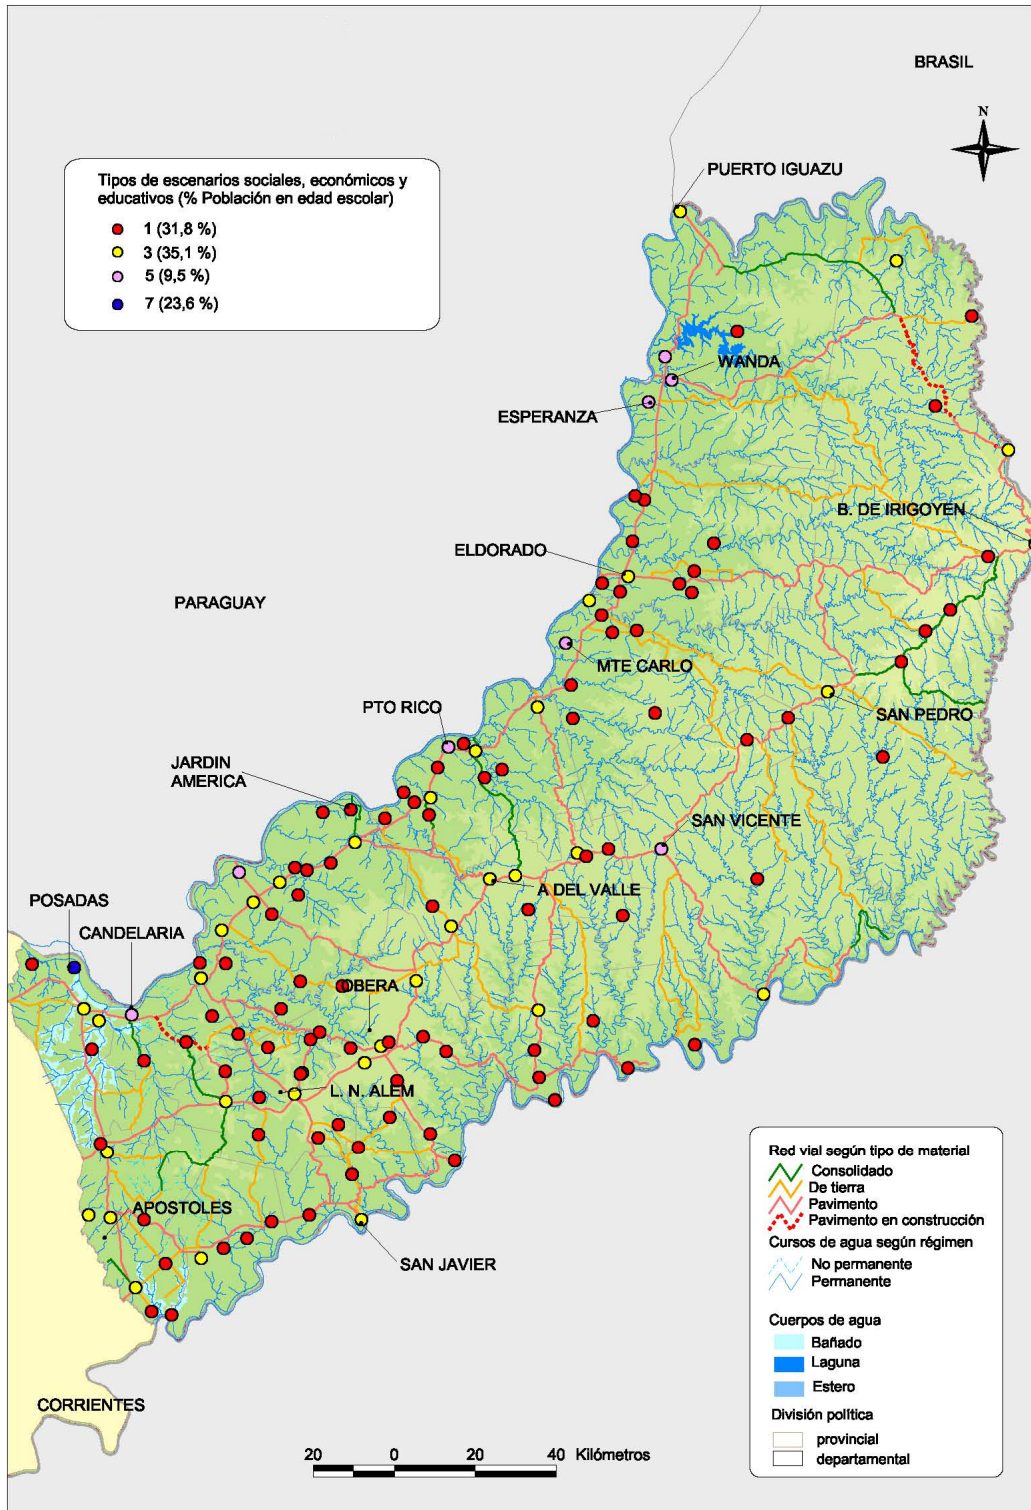 BRASIL
N
PUERTO IGUAZU
Tipos de escenarios sociales, económicos y
educativos (% Población en edad escolar)
1 (31,8 %)
3 (35,1 %)
5 (9,5 %)
7 (23,6 %)
WANDA
ESPERANZA
B. DE IRIGOYEN
ELDORADO
PARAGUAY
MTE CARLO
PTO RICO
SAN PEDRO
JARDIN
AMERICA
SAN VICENTE
A DEL VALLE
POSADAS
CANDELARIA
OBERA
L. N. ALEM
APOSTOLES
SAN JAVIER
CORRIENTES
Red vial según tipo de material
Consolidado
De tierra
Pavimento
Pavimento en construcción
Cursos de agua según régimen
No permanente
Permanente
Cuerpos de agua
Bañado
Laguna
Estero
División política
provincial
departamental
20 0 20 40 Kilómetros